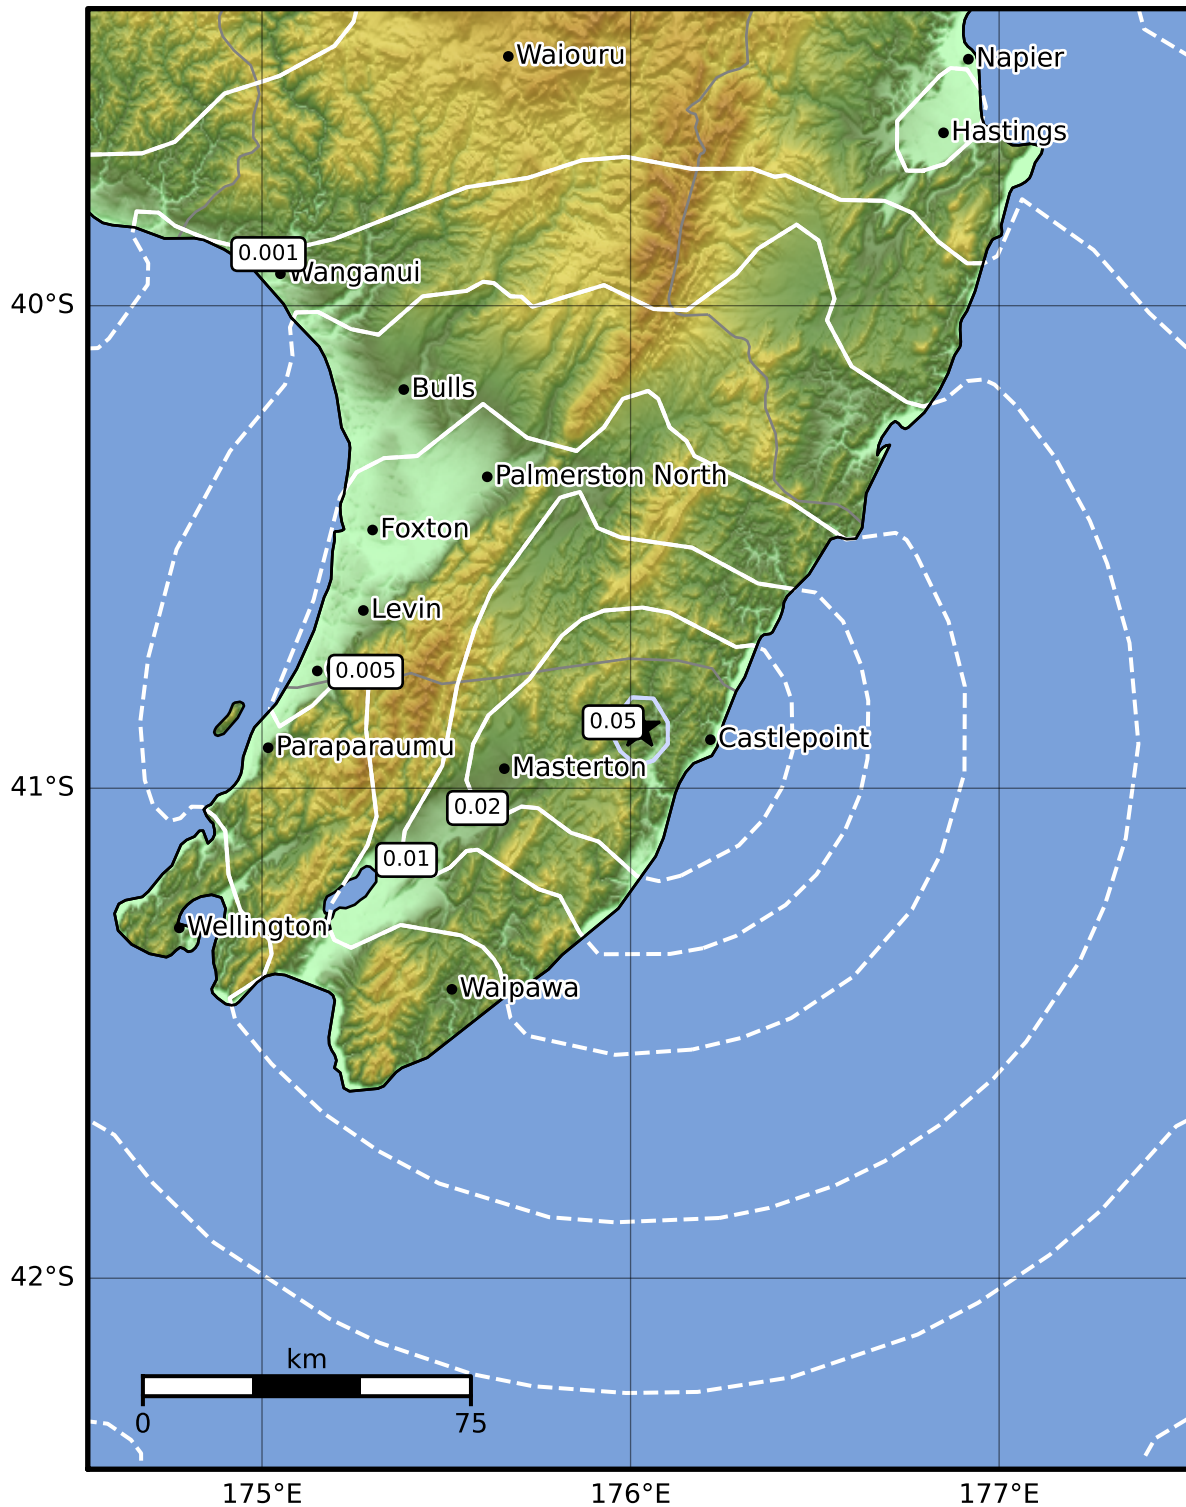 Waiouru
Napier
Hastings
0.001
Wanganui
40°S
Bulls
Palmerston North
Foxton
Levin
0.005
0.05
Castlepoint
Paraparaumu
Masterton
41°S
0.02
0.01
Wellington
Waipawa
42°S
km
0
75
175°E
176°E
177°E